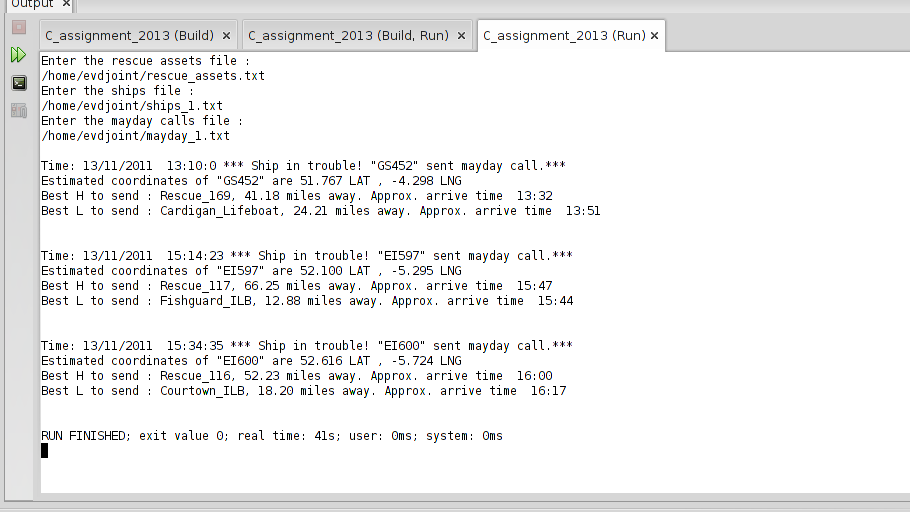 Output
C_assignment_2013 (Build) C_assignment_2013 (Build, Run) C_assignment_2013 (Run)
Enter the rescue assets file :
/home/evdjoint/rescue_assets.txt
Enter the ships file :
/home/evdjoint/ships_1.txt
Enter the mayday calls file :
/home/evdjoint/mayday_1.txt
Time: 13/11/2011  13:10:0 *** Ship in trouble! "GS452" sent mayday call.***
Estimated coordinates of "GS452" are 51.767 LAT , -4.298 LNG
Best H to send : Rescue_169, 41.18 miles away. Approx. arrive time  13:32
Best L to send : Cardigan_Lifeboat, 24.21 miles away. Approx. arrive time  13:51
Time: 13/11/2011  15:14:23 *** Ship in trouble! "EI597" sent mayday call.***
Estimated coordinates of "EI597" are 52.100 LAT , -5.295 LNG
Best H to send : Rescue_117, 66.25 miles away. Approx. arrive time  15:47
Best L to send : Fishguard_ILB, 12.88 miles away. Approx. arrive time  15:44
Time: 13/11/2011  15:34:35 *** Ship in trouble! "EI600" sent mayday call.***
Estimated coordinates of "EI600" are 52.616 LAT , -5.724 LNG
Best H to send : Rescue_116, 52.23 miles away. Approx. arrive time  16:00
Best L to send : Courtown_ILB, 18.20 miles away. Approx. arrive time  16:17
RUN FINISHED; exit value 0; real time: 41s; user: 0ms; system: 0ms